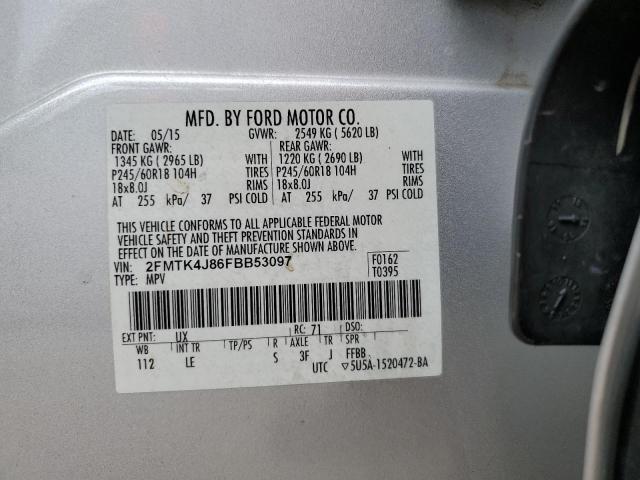 MFD. BY FORD MOTOR CO.
DATE: 05/15 GVWR: 2549 KG ( 5620 LB)
FRONT GAWR: REAR GAWR:
1345 KG ( 2965 LB) WITH 1220 KG ( 2690 LB) WITH
P245/60R18 104H TIRES P245/60R18 104H TIRES
18x8.0J RIMS 18x8.0J RIMS
AT 255 kPa/ 37 PSI COLD AT 255 kPa/ 37 PSI COLD
THIS VEHICLE CONFORMS TO ALL APPLICABLE FEDERAL MOTOR
VEHICLE SAFETY AND THEFT PREVENTION STANDARDS IN
EFFECT ON THE DATE OF MANUFACTURE SHOWN ABOVE.
VIN: 2FMTK4J86FBB53097 F0162
TYPE: MPV T0395
EXT PNT: UX RC: 71 DSO:
WB INT TR TP/PS R AXLE TR SPR
112 LE S 3F J FFBB
UTC ▽5U5A-1520472-BA